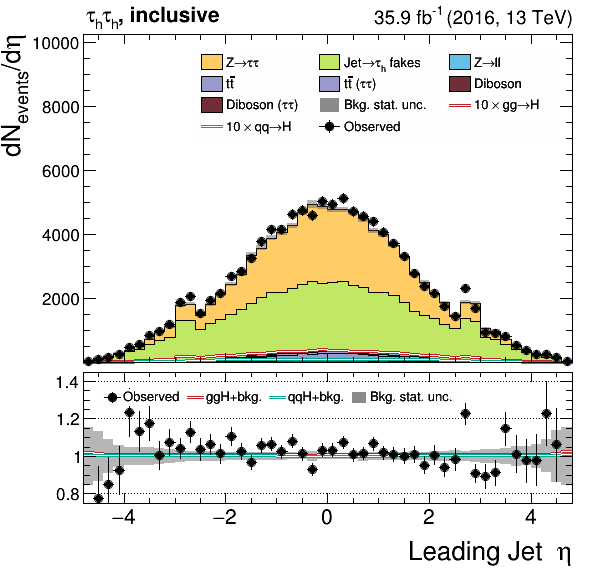 τhτh, inclusive 35.9 fb-1 (2016, 13 TeV)
dNevents/dη
10000
8000
6000
4000
2000
Z→ττ Jet→τh fakes Z→ll
tt̄ tt̄ (ττ) Diboson
Diboson (ττ) Bkg. stat. unc. 10 × gg→H
10 × qq→H Observed
1.4
1.2
1
0.8
Observed ggH+bkg. qqH+bkg. Bkg. stat. unc.
−4 −2 0 2 4
Leading Jet η